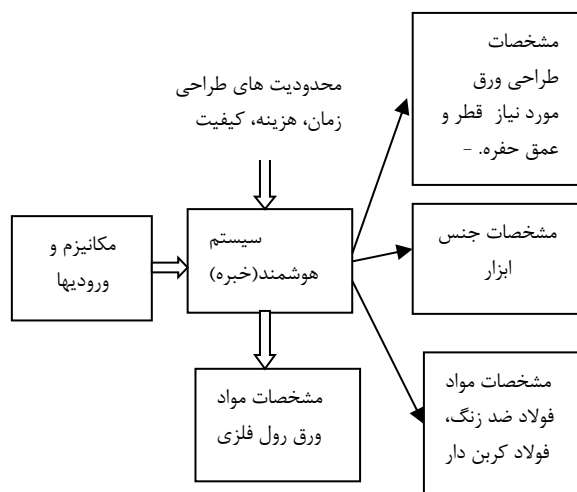 مشخصات
طراحی ورق
مورد نیاز قطر و
عمق حفره. -
محدودیت های طراحی
زمان، هزینه، کیفیت
سیستم
هوشمند(خبره)
مکانیزم و
ورودیها
مشخصات جنس
ابزار
مشخصات مواد
ورق رول فلزی
مشخصات مواد
فولاد ضد زنگ،
فولاد کربن دار